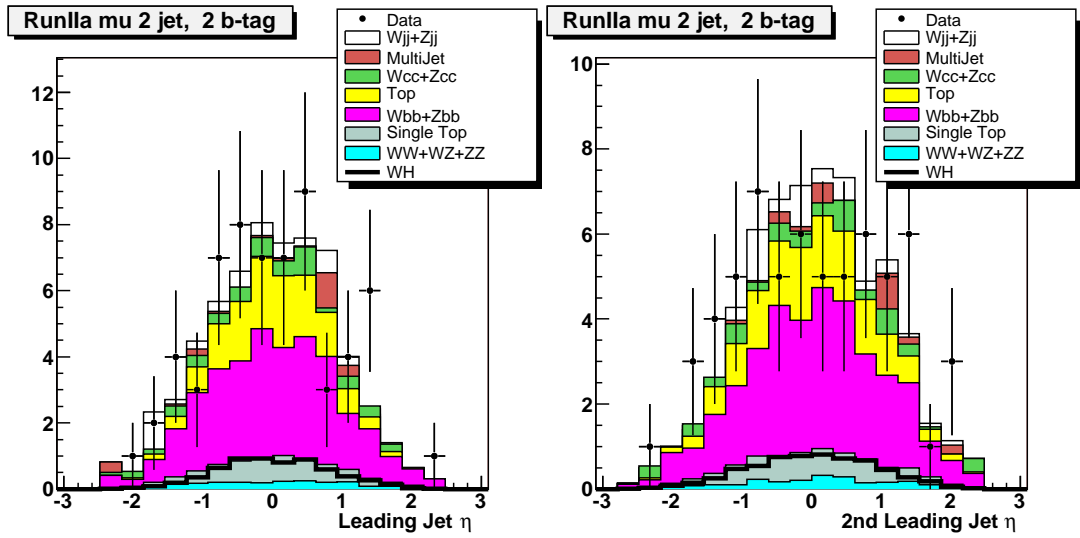 RunIIa mu 2 jet, 2 b-tag
Data
Wjj+Zjj
MultiJet
Wcc+Zcc
Top
Wbb+Zbb
Single Top
WW+WZ+ZZ
WH
12
10
8
6
4
2
0
-3 -2 -1 0 1 2 3
Leading Jet η
RunIIa mu 2 jet, 2 b-tag
Data
Wjj+Zjj
MultiJet
Wcc+Zcc
Top
Wbb+Zbb
Single Top
WW+WZ+ZZ
WH
10
8
6
4
2
0
-3 -2 -1 0 1 2 3
2nd Leading Jet η